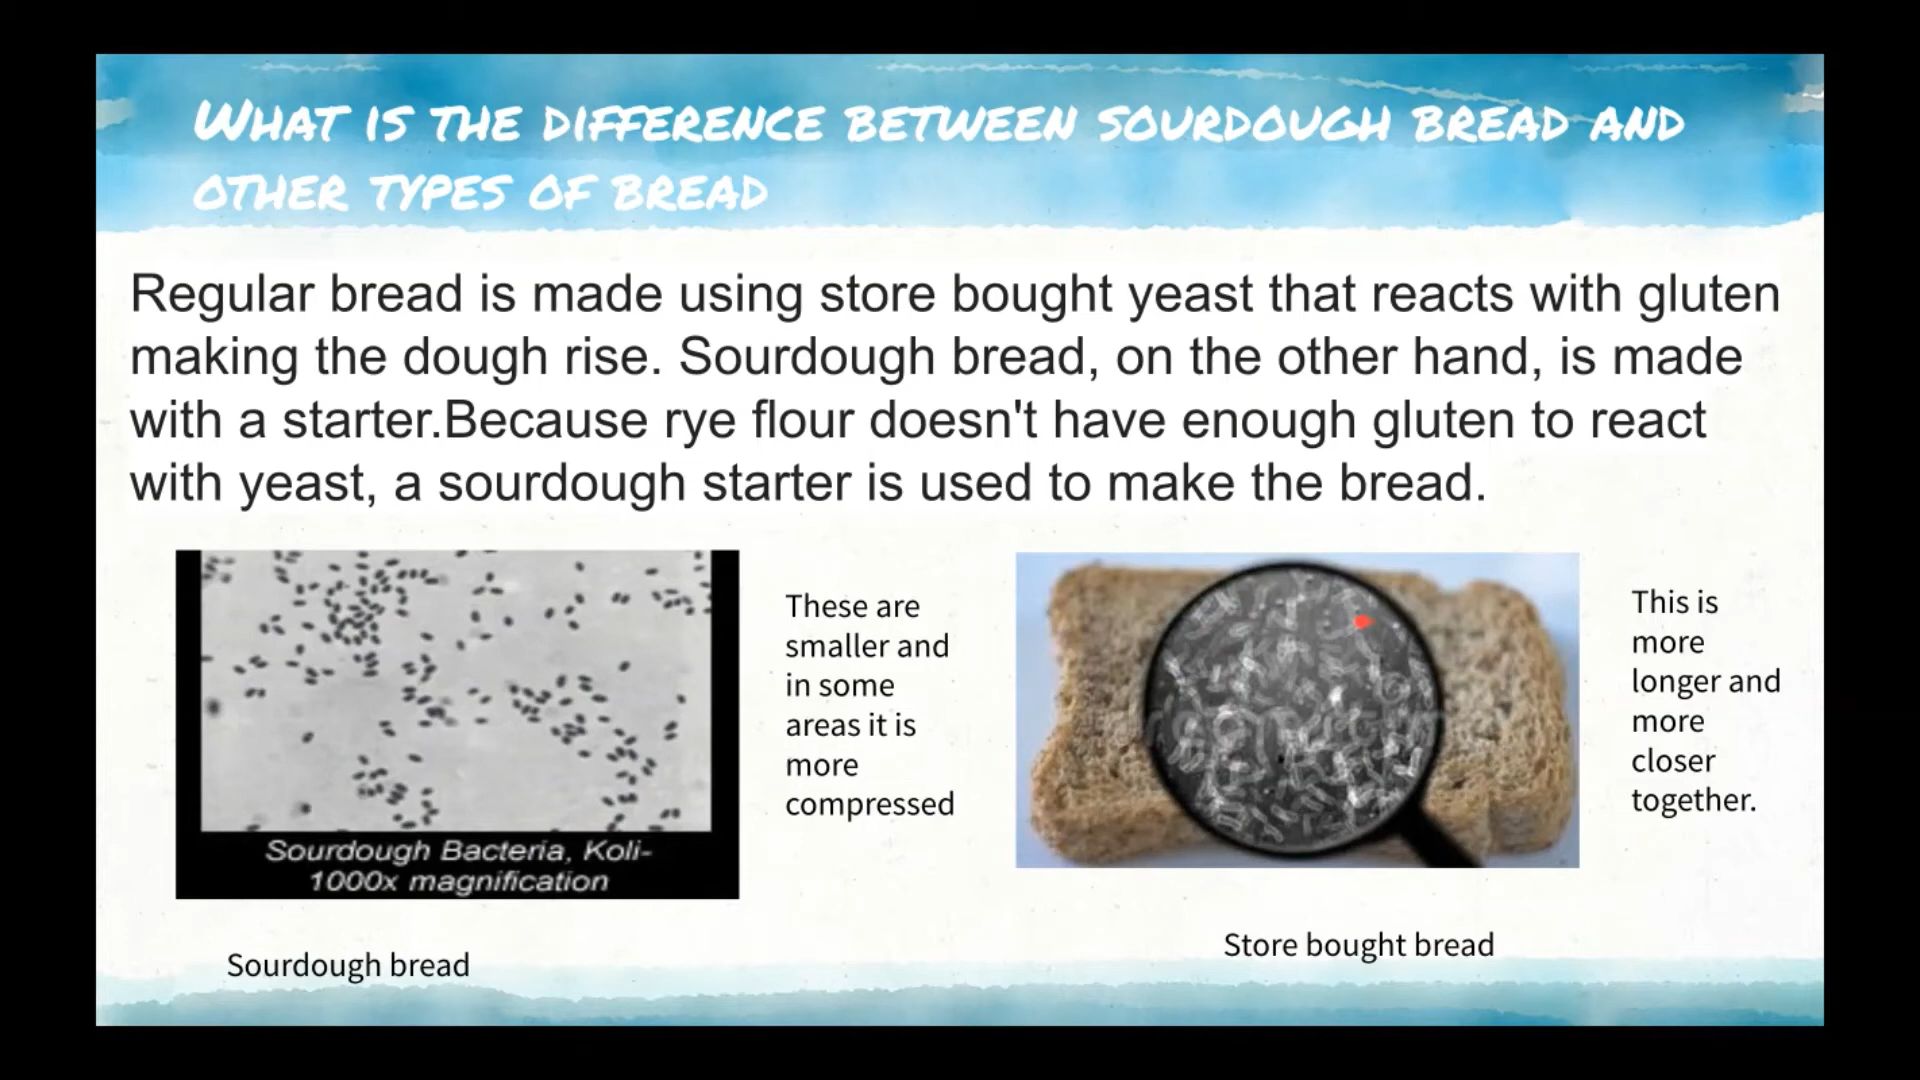 What is the difference between sourdough bread and
other types of bread
Regular bread is made using store bought yeast that reacts with gluten
making the dough rise. Sourdough bread, on the other hand, is made
with a starter.Because rye flour doesn't have enough gluten to react
with yeast, a sourdough starter is used to make the bread.
Sourdough Bacteria, Koli-
1000x magnification
Sourdough bread
These are
smaller and
in some
areas it is
more
compressed
Store bought bread
This is
more
longer and
more
closer
together.